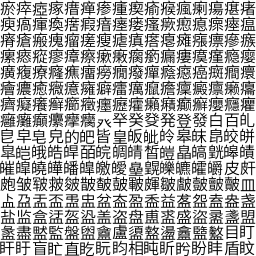 瘀瘁瘂瘃瘄瘅瘆瘇瘈瘉瘊瘋瘌瘍瘎瘏
瘐瘑瘒瘓瘔瘕瘖瘗瘘瘙瘚瘛瘜瘝瘞瘟
瘠瘡瘢瘣瘤瘥瘦瘧瘨瘩瘪瘫瘬瘭瘮瘯
瘰瘱瘲瘳瘴瘵瘶瘷瘸瘹瘺瘻瘼瘽瘾瘿
癀癁療癃癄癅癆癇癈癉癊癋癌癍癎癏
癐癑癒癓癔癕癖癗癘癙癚癛癜癝癞癟
癠癡癢癣癤癥癦癧癨癩癪癫癬癭癮癯
癰癱癲癳癴癵癶癷癸癹発登發白百癿
皀皁皂皃的皅皆皇皈皉皊皋皌皍皎皏
皐皑皒皓皔皕皖皗皘皙皚皛皜皝皞皟
皠皡皢皣皤皥皦皧皨皩皪皫皬皭皮皯
皰皱皲皳皴皵皶皷皸皹皺皻皼皽皾皿
盀盁盂盃盄盅盆盇盈盉益盋盌盍盎盏
盐监盒盓盔盕盖盗盘盙盚盛盜盝盞盟
盠盡盢監盤盥盦盧盨盩盪盫盬盭目盯
盰盱盲盳直盵盶盷相盹盺盻盼盽盾盿